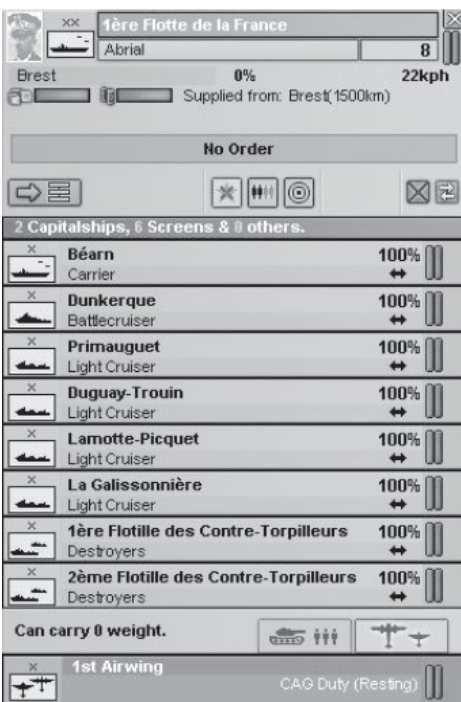 1ère Flotte de la France
Abrial 8
Brest 0% 22kph
Supplied from: Brest(1500km)
No Order
2 Capitalships, 6 Screens & 0 others.
Béarn 100%
Carrier
Dunkerque 100%
Battlecruiser
Primauguet 100%
Light Cruiser
Duguay-Trouin 100%
Light Cruiser
Lamotte-Picquet 100%
Light Cruiser
La Galissonnière 100%
Light Cruiser
1ère Flotille des Contre-Torpilleurs 100%
Destroyers
2ème Flotille des Contre-Torpilleurs 100%
Destroyers
Can carry 0 weight.
1st Airwing
CAG Duty (Resting)